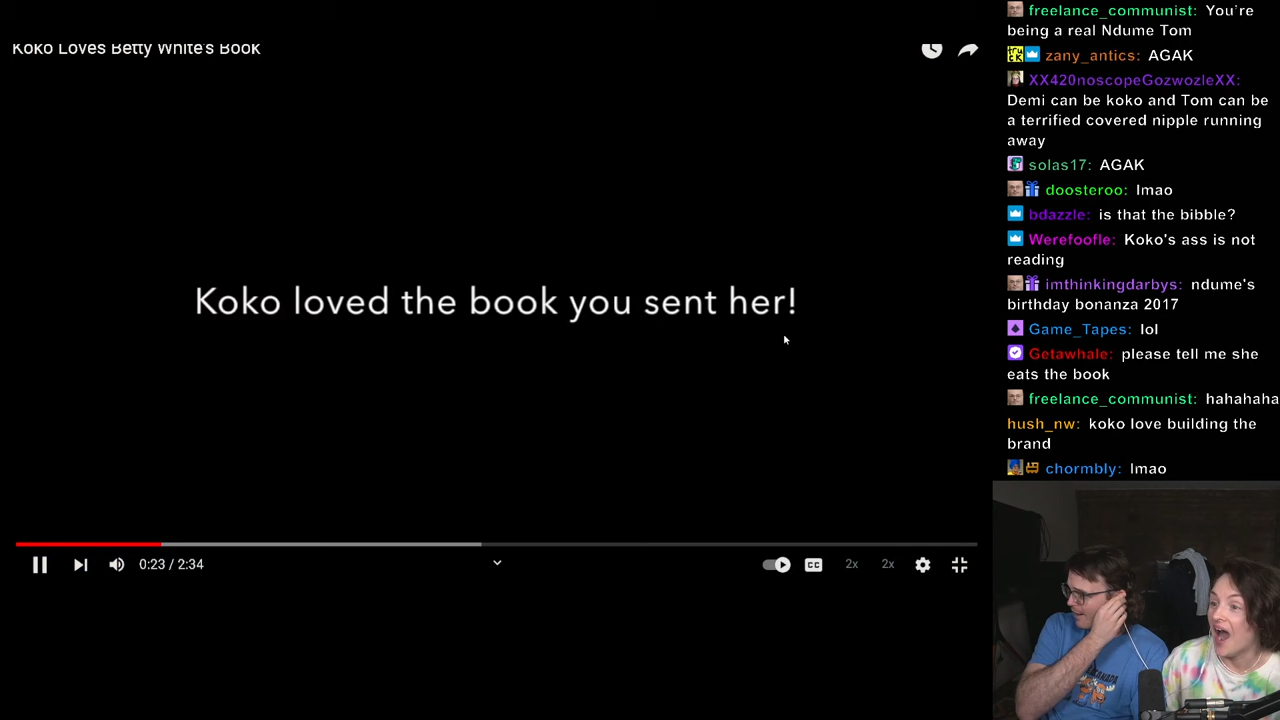 Koko Loves Betty White's Book
Koko loved the book you sent her!
0:23 / 2:34
CC
2x
2x
freelance_communist: You're
being a real Ndume Tom
zany_antics: AGAK
XX420noscopeGozwozleXX:
Demi can be koko and Tom can be
a terrified covered nipple running
away
solas17: AGAK
doosteroo: lmao
bdazzle: is that the bibble?
Werefoofle: Koko's ass is not
reading
imthinkingdarbys: ndume's
birthday bonanza 2017
Game_Tapes: lol
Getawhale: please tell me she
eats the book
freelance_communist: hahahaha
hush_nw: koko love building the
brand
chormbly: lmao